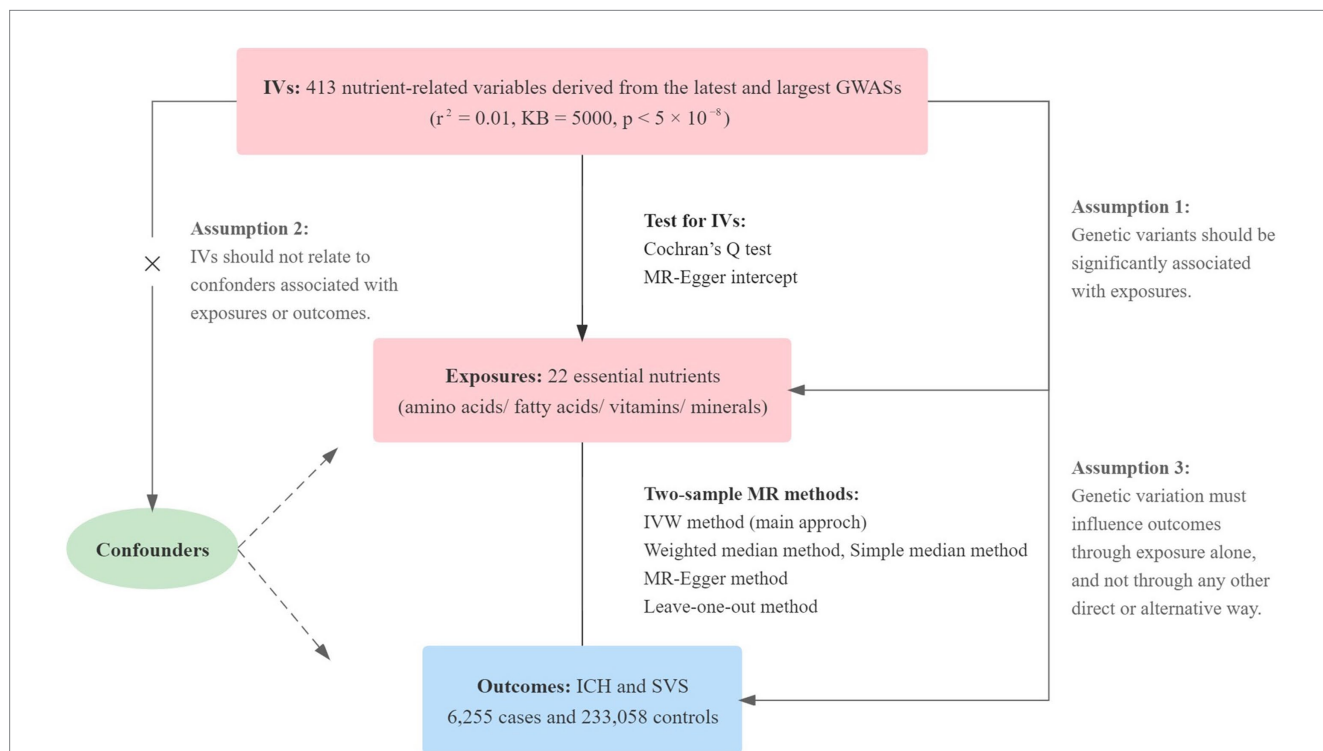 IVs: 413 nutrient-related variables derived from the latest and largest GWASs
(r² = 0.01, KB = 5000, p < 5 × 10⁻⁸)
Assumption 2:
IVs should not relate to
confonders associated with
exposures or outcomes.
Test for IVs:
Cochran's Q test
MR-Egger intercept
Assumption 1:
Genetic variants should be
significantly associated
with exposures.
Exposures: 22 essential nutrients
(amino acids/ fatty acids/ vitamins/ minerals)
Confounders
Two-sample MR methods:
IVW method (main approch)
Weighted median method, Simple median method
MR-Egger method
Leave-one-out method
Assumption 3:
Genetic variation must
influence outcomes
through exposure alone,
and not through any other
direct or alternative way.
Outcomes: ICH and SVS
6,255 cases and 233,058 controls